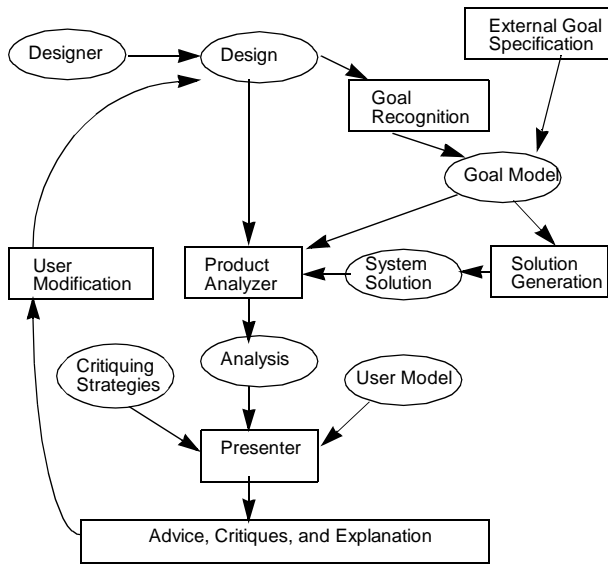 External Goal
Specification
Designer
Design
Goal
Recognition
Goal Model
User
Modification
Product
Analyzer
System
Solution
Solution
Generation
Critiquing
Strategies
Analysis
User Model
Presenter
Advice, Critiques, and Explanation